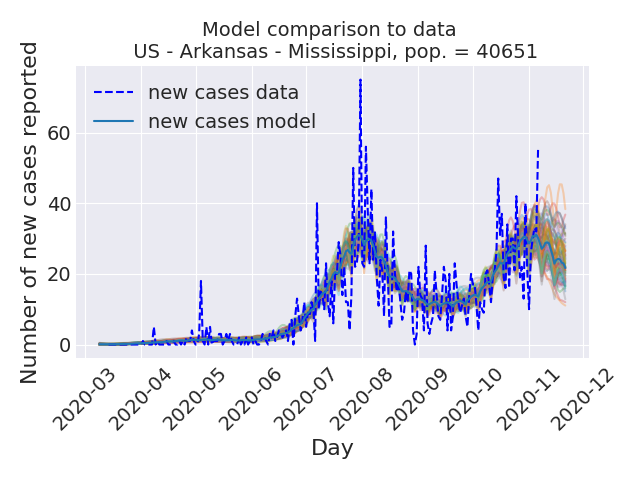 Model comparison to data
US - Arkansas - Mississippi, pop. = 40651
new cases data
new cases model
Number of new cases reported
60
40
20
0
2020-03
2020-04
2020-05
2020-06
2020-07
2020-08
2020-09
2020-10
2020-11
2020-12
Day